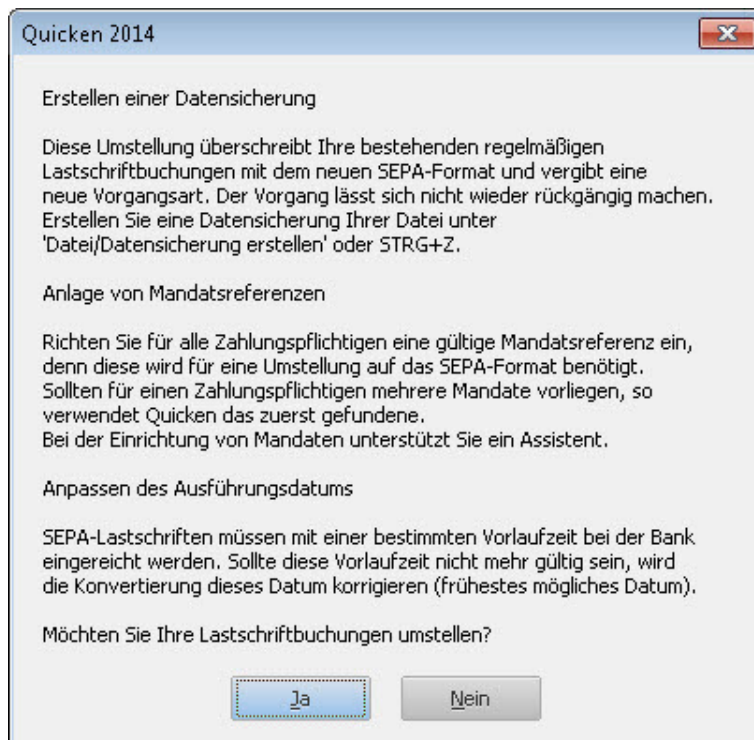 Quicken 2014
Erstellen einer Datensicherung
Diese Umstellung überschreibt Ihre bestehenden regelmäßigen
Lastschriftbuchungen mit dem neuen SEPA-Format und vergibt eine
neue Vorgangsart. Der Vorgang lässt sich nicht wieder rückgängig machen.
Erstellen Sie eine Datensicherung Ihrer Datei unter
'Datei/Datensicherung erstellen' oder STRG+Z.
Anlage von Mandatsreferenzen
Richten Sie für alle Zahlungspflichtigen eine gültige Mandatsreferenz ein,
denn diese wird für eine Umstellung auf das SEPA-Format benötigt.
Sollten für einen Zahlungspflichtigen mehrere Mandate vorliegen, so
verwendet Quicken das zuerst gefundene.
Bei der Einrichtung von Mandaten unterstützt Sie ein Assistent.
Anpassen des Ausführungsdatums
SEPA-Lastschriften müssen mit einer bestimmten Vorlaufzeit bei der Bank
eingereicht werden. Sollte diese Vorlaufzeit nicht mehr gültig sein, wird
die Konvertierung dieses Datum korrigieren (frühestes mögliches Datum).
Möchten Sie Ihre Lastschriftbuchungen umstellen?
Ja
Nein